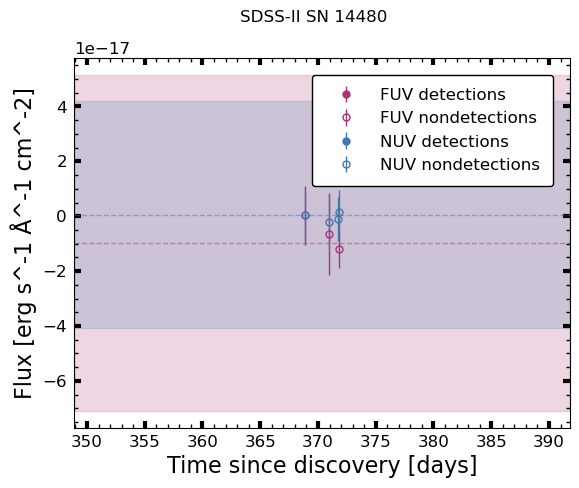 SDSS-II SN 14480
1e−17
FUV detections
FUV nondetections
NUV detections
NUV nondetections
4
2
0
−2
−4
−6
Flux [erg s^-1 Å^-1 cm^-2]
350 355 360 365 370 375 380 385 390
Time since discovery [days]